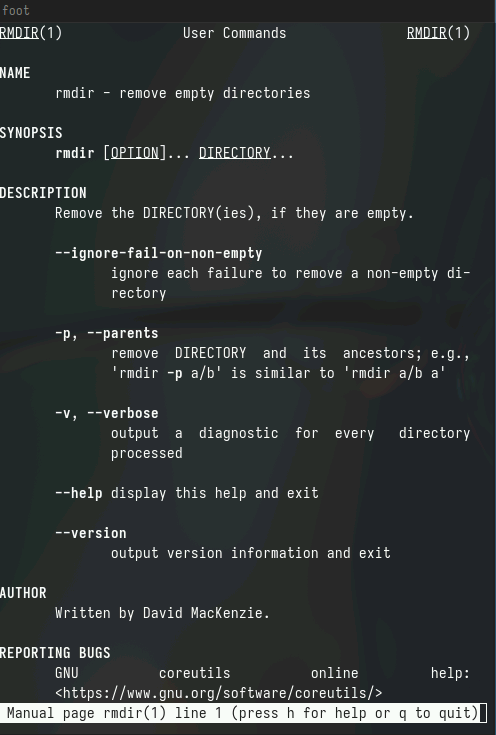 foot
RMDIR(1) User Commands RMDIR(1)
NAME
rmdir - remove empty directories
SYNOPSIS
rmdir [OPTION]... DIRECTORY...
DESCRIPTION
Remove the DIRECTORY(ies), if they are empty.
--ignore-fail-on-non-empty
ignore each failure to remove a non-empty di-
rectory
-p, --parents
remove DIRECTORY and its ancestors; e.g.,
'rmdir -p a/b' is similar to 'rmdir a/b a'
-v, --verbose
output a diagnostic for every directory
processed
--help display this help and exit
--version
output version information and exit
AUTHOR
Written by David MacKenzie.
REPORTING BUGS
GNU coreutils online help:
<https://www.gnu.org/software/coreutils/>
Manual page rmdir(1) line 1 (press h for help or q to quit)